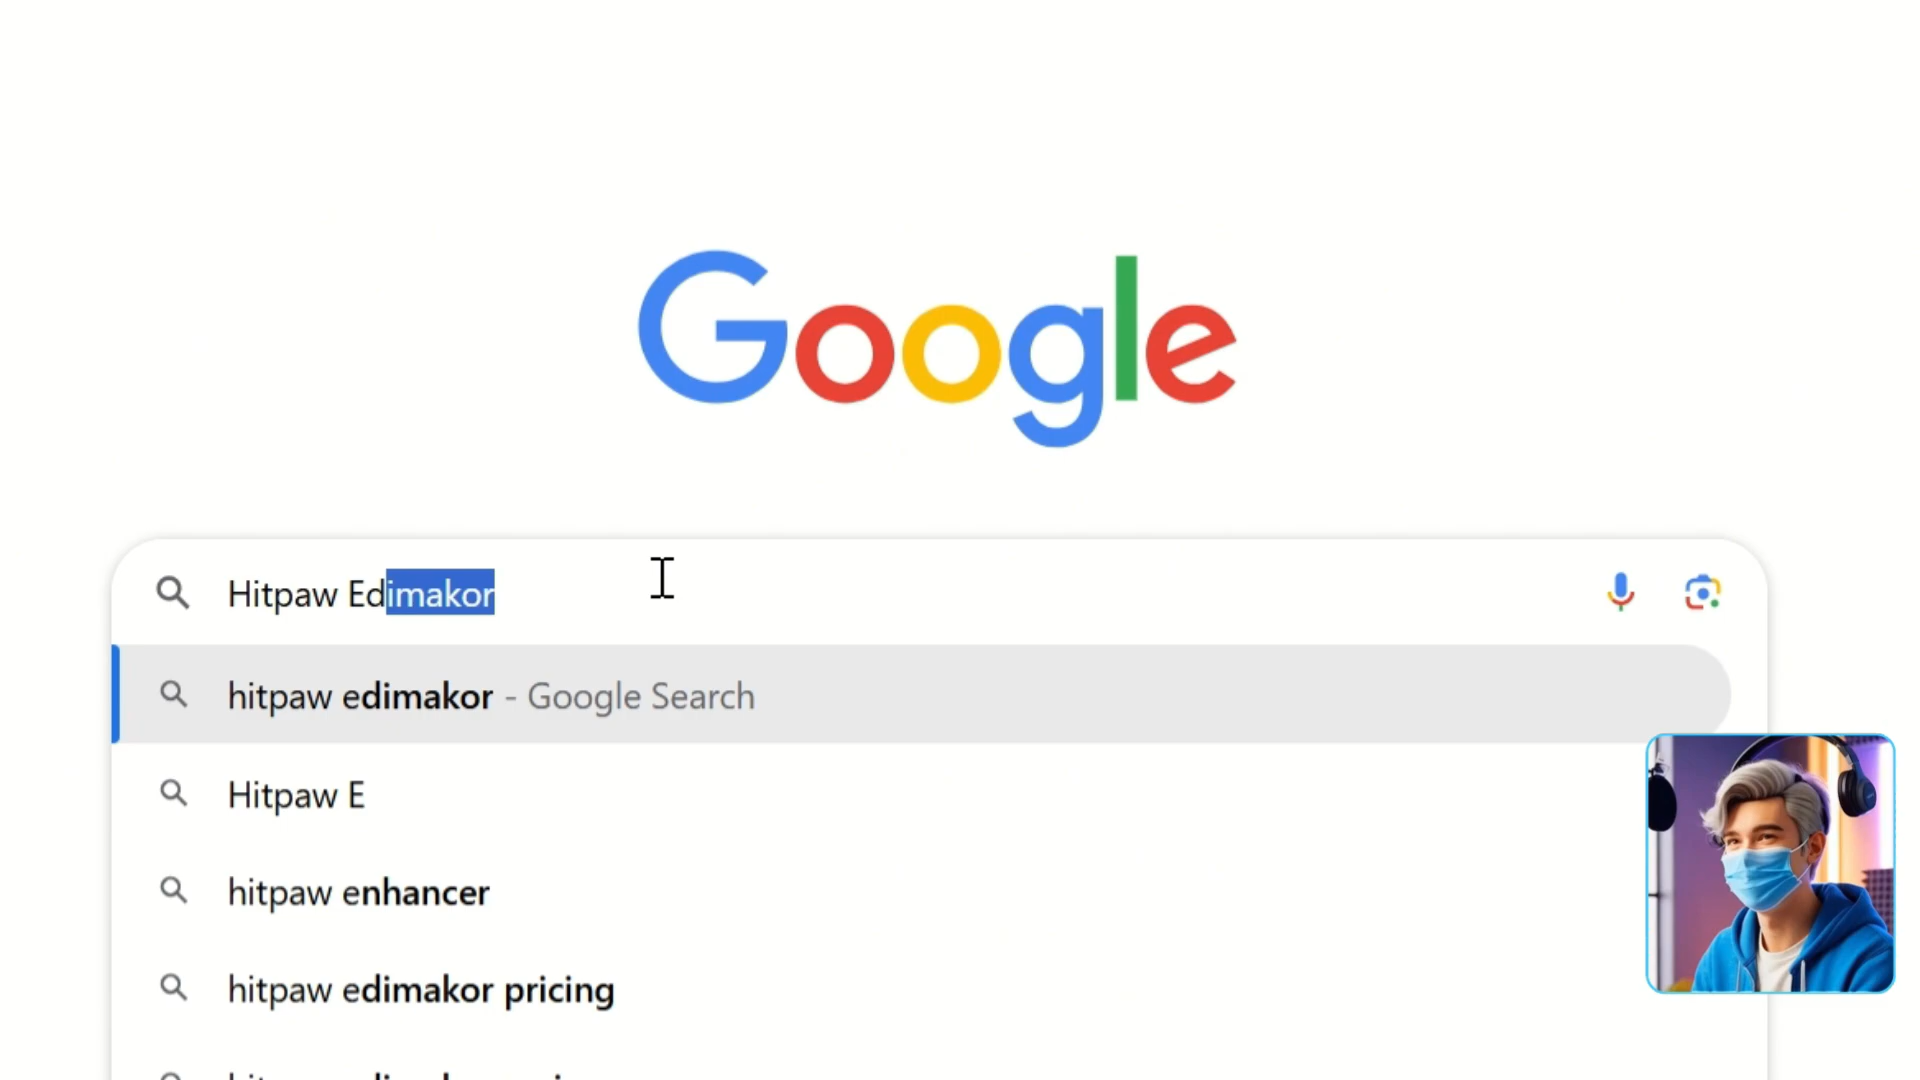 Google
Hitpaw Edimakor
hitpaw edimakor - Google Search
Hitpaw E
hitpaw enhancer
hitpaw edimakor pricing